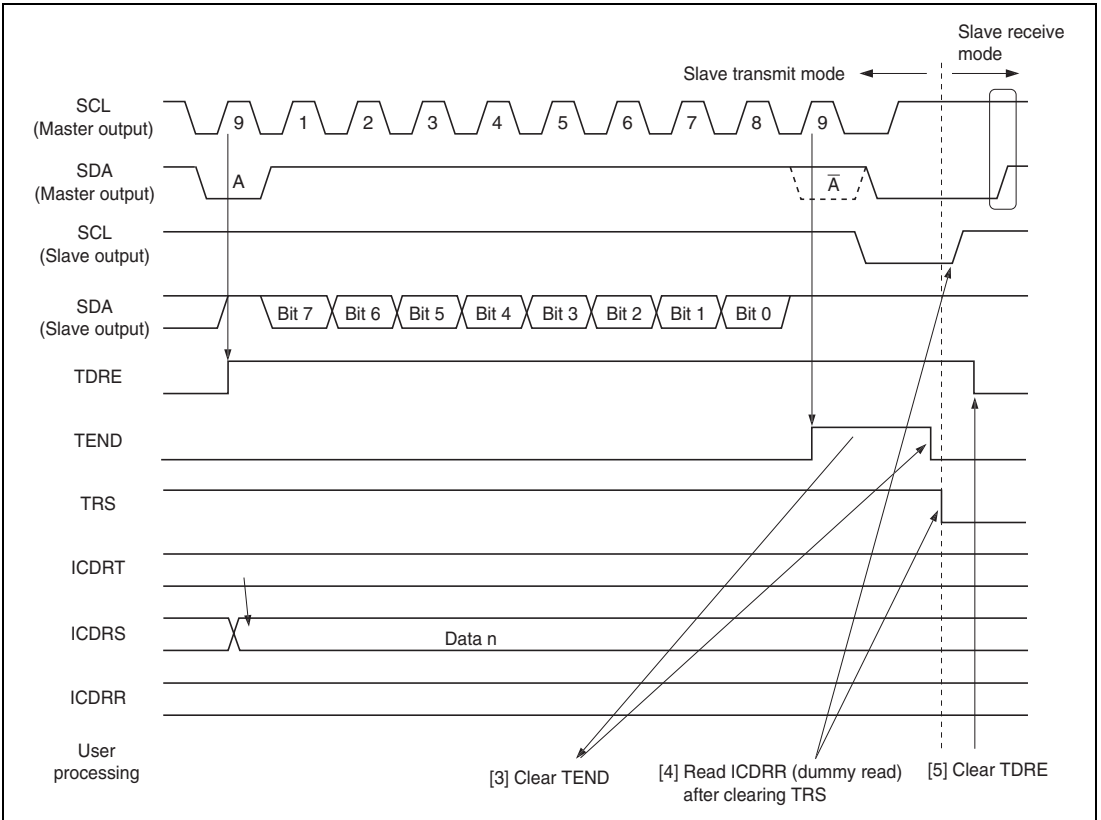 Slave receive
mode
Slave transmit mode
SCL
(Master output)
9 1 2 3 4 5 6 7 8 9
SDA
(Master output)
A A̅
SCL
(Slave output)
SDA
(Slave output)
Bit 7 Bit 6 Bit 5 Bit 4 Bit 3 Bit 2 Bit 1 Bit 0
TDRE
TEND
TRS
ICDRT
ICDRS
Data n
ICDRR
User
processing
[3] Clear TEND
[4] Read ICDRR (dummy read)
after clearing TRS
[5] Clear TDRE